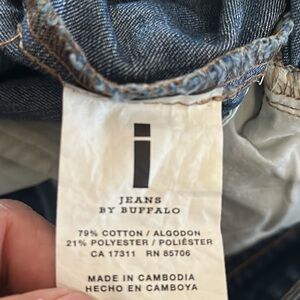 i
JEANS
BY BUFFALO
79% COTTON / ALGODON
21% POLYESTER / POLIÉSTER
CA 17311 RN 85706
MADE IN CAMBODIA
HECHO EN CAMBOYA